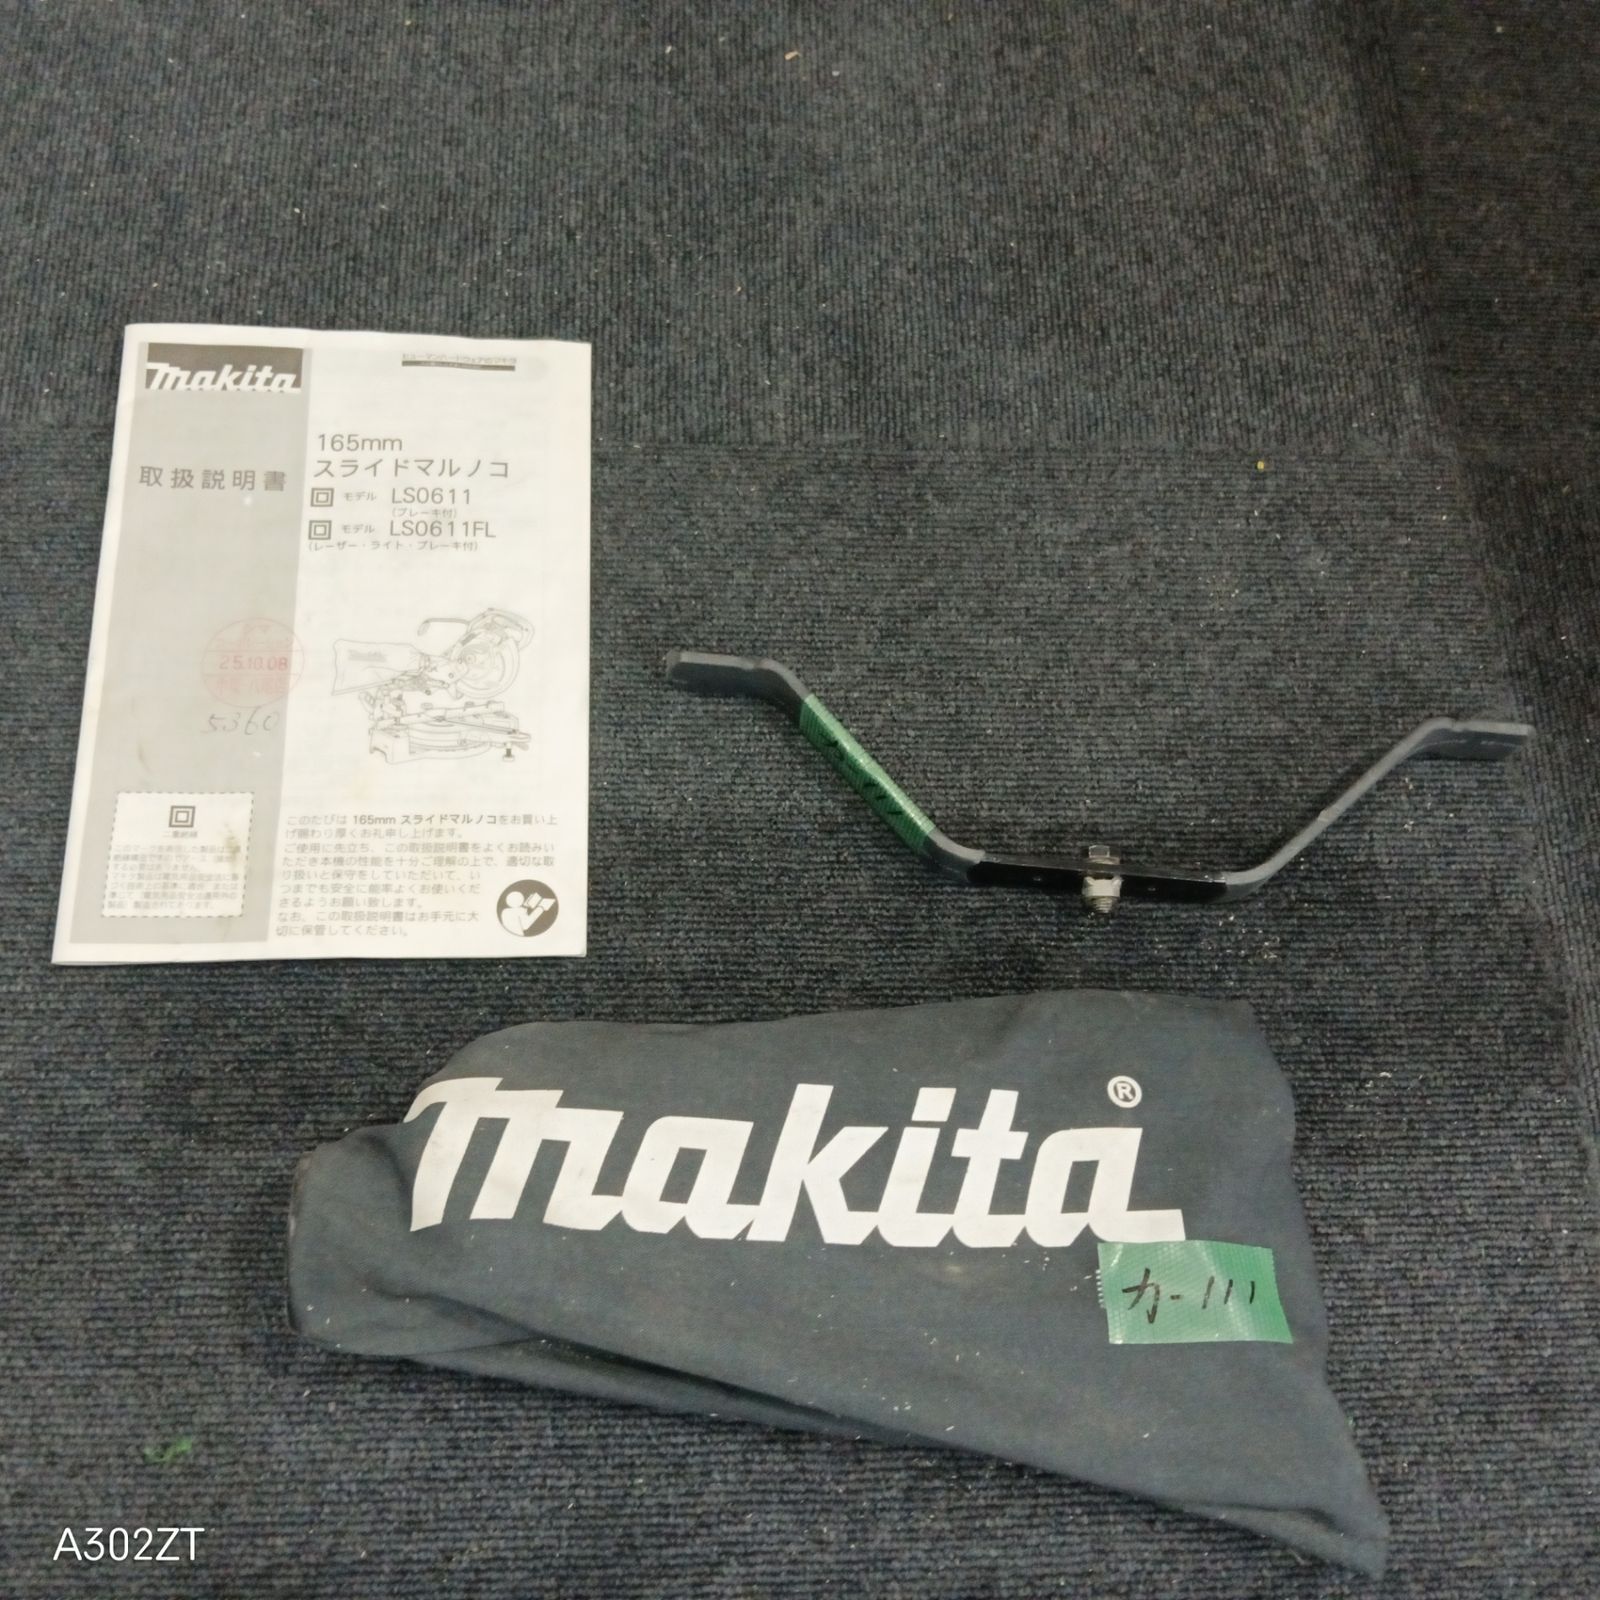 makita
165mm
スライドマルノコ
取扱説明書
モデル LS0611
(ブレーキ付)
モデル LS0611FL
(レーザー・ライト・ブレーキ付)
25.10.08
5360
二重絶縁
このたびは 165mm スライドマルノコをお買い上
げ賜わり厚くお礼申し上げます。
ご使用に先立ち、この取扱説明書をよくお読みい
ただき本機の性能を十分ご理解の上で、適切な取
り扱いと保守をしていただいて、い
つまでも安全に能率よくお使いくだ
さるようお願い致します。
なお、この取扱説明書はお手元に大
切に保管してください。
makita®
カ-111
A302ZT